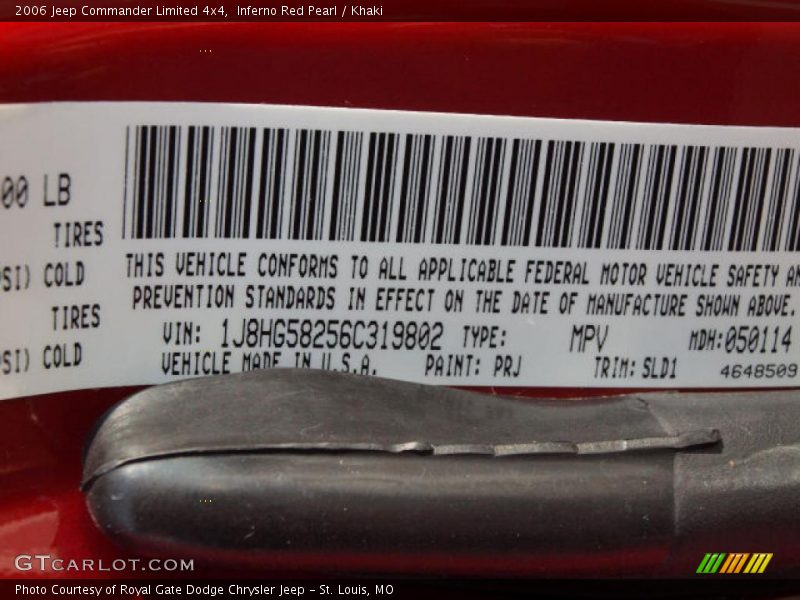 2006 Jeep Commander Limited 4x4, Inferno Red Pearl / Khaki
00 LB
TIRES
SI) COLD
TIRES
SI) COLD
THIS VEHICLE CONFORMS TO ALL APPLICABLE FEDERAL MOTOR VEHICLE SAFETY AN
PREVENTION STANDARDS IN EFFECT ON THE DATE OF MANUFACTURE SHOWN ABOVE.
VIN: 1J8HG58256C319802 TYPE: MPV MDH:050114
VEHICLE MADE IN U.S.A. PAINT: PRJ TRIM: SLD1 4648509
GTCARLOT.COM
Photo Courtesy of Royal Gate Dodge Chrysler Jeep - St. Louis, MO